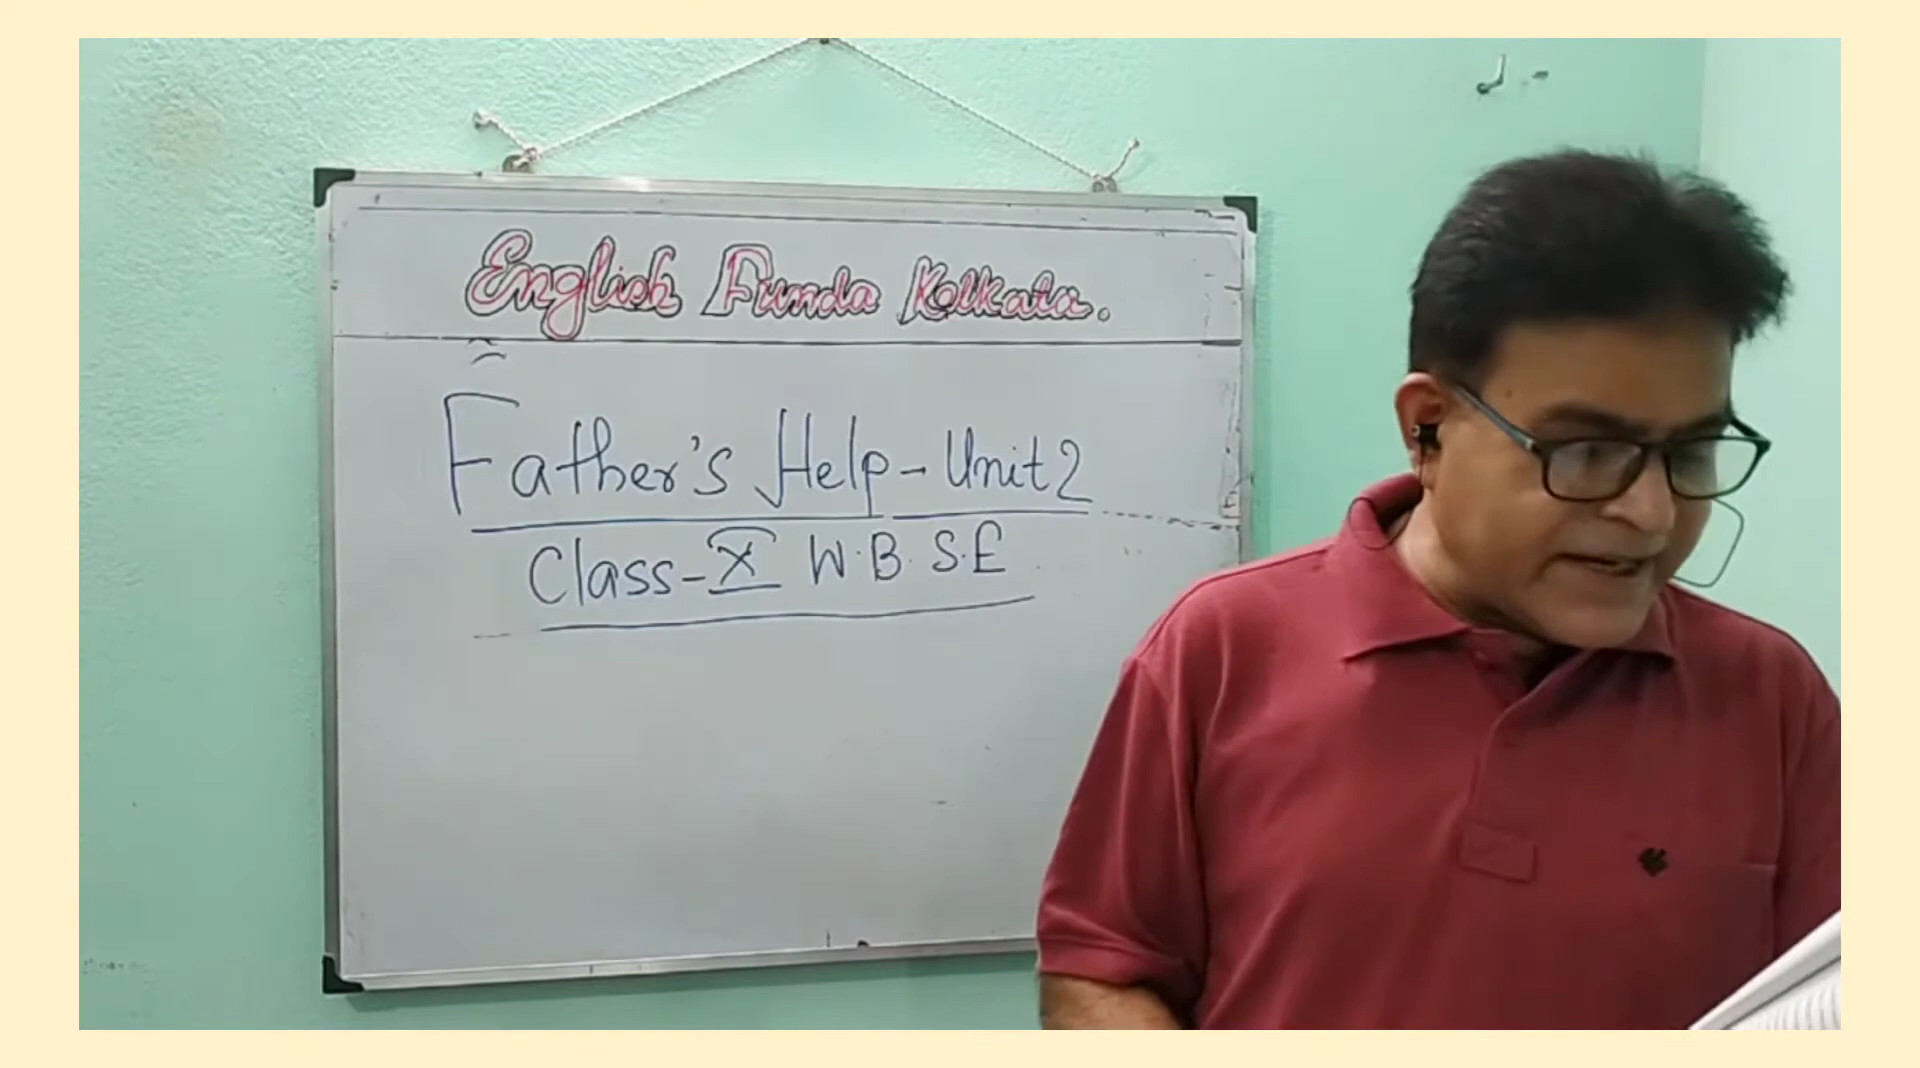 English Funda Kolkata.
Father's Help - Unit 2
Class - X W.B.S.E